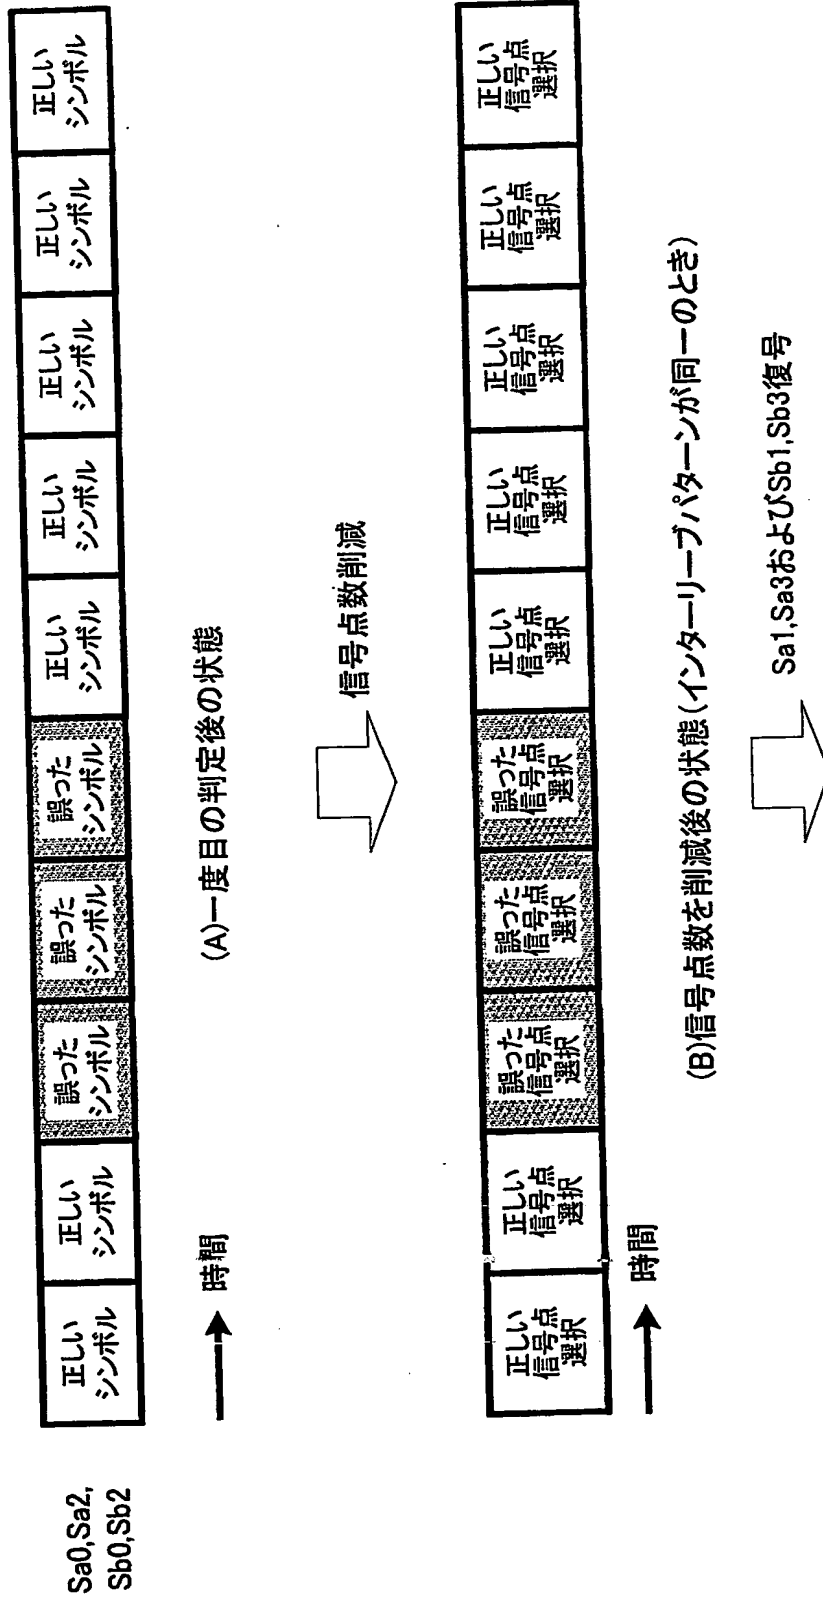 Sa0,Sa2,
Sb0,Sb2
正しい
シンボル
正しい
シンボル
誤った
シンボル
誤った
シンボル
誤った
シンボル
正しい
シンボル
正しい
シンボル
正しい
シンボル
正しい
シンボル
正しい
シンボル
時間
(A)一度目の判定後の状態
信号点数削減
正しい
信号点
選択
正しい
信号点
選択
誤った
信号点
選択
誤った
信号点
選択
誤った
信号点
選択
正しい
信号点
選択
正しい
信号点
選択
正しい
信号点
選択
正しい
信号点
選択
正しい
信号点
選択
時間
(B)信号点数を削減後の状態(インターリーブパターンが同一のとき)
Sa1,Sa3およびSb1,Sb3復号